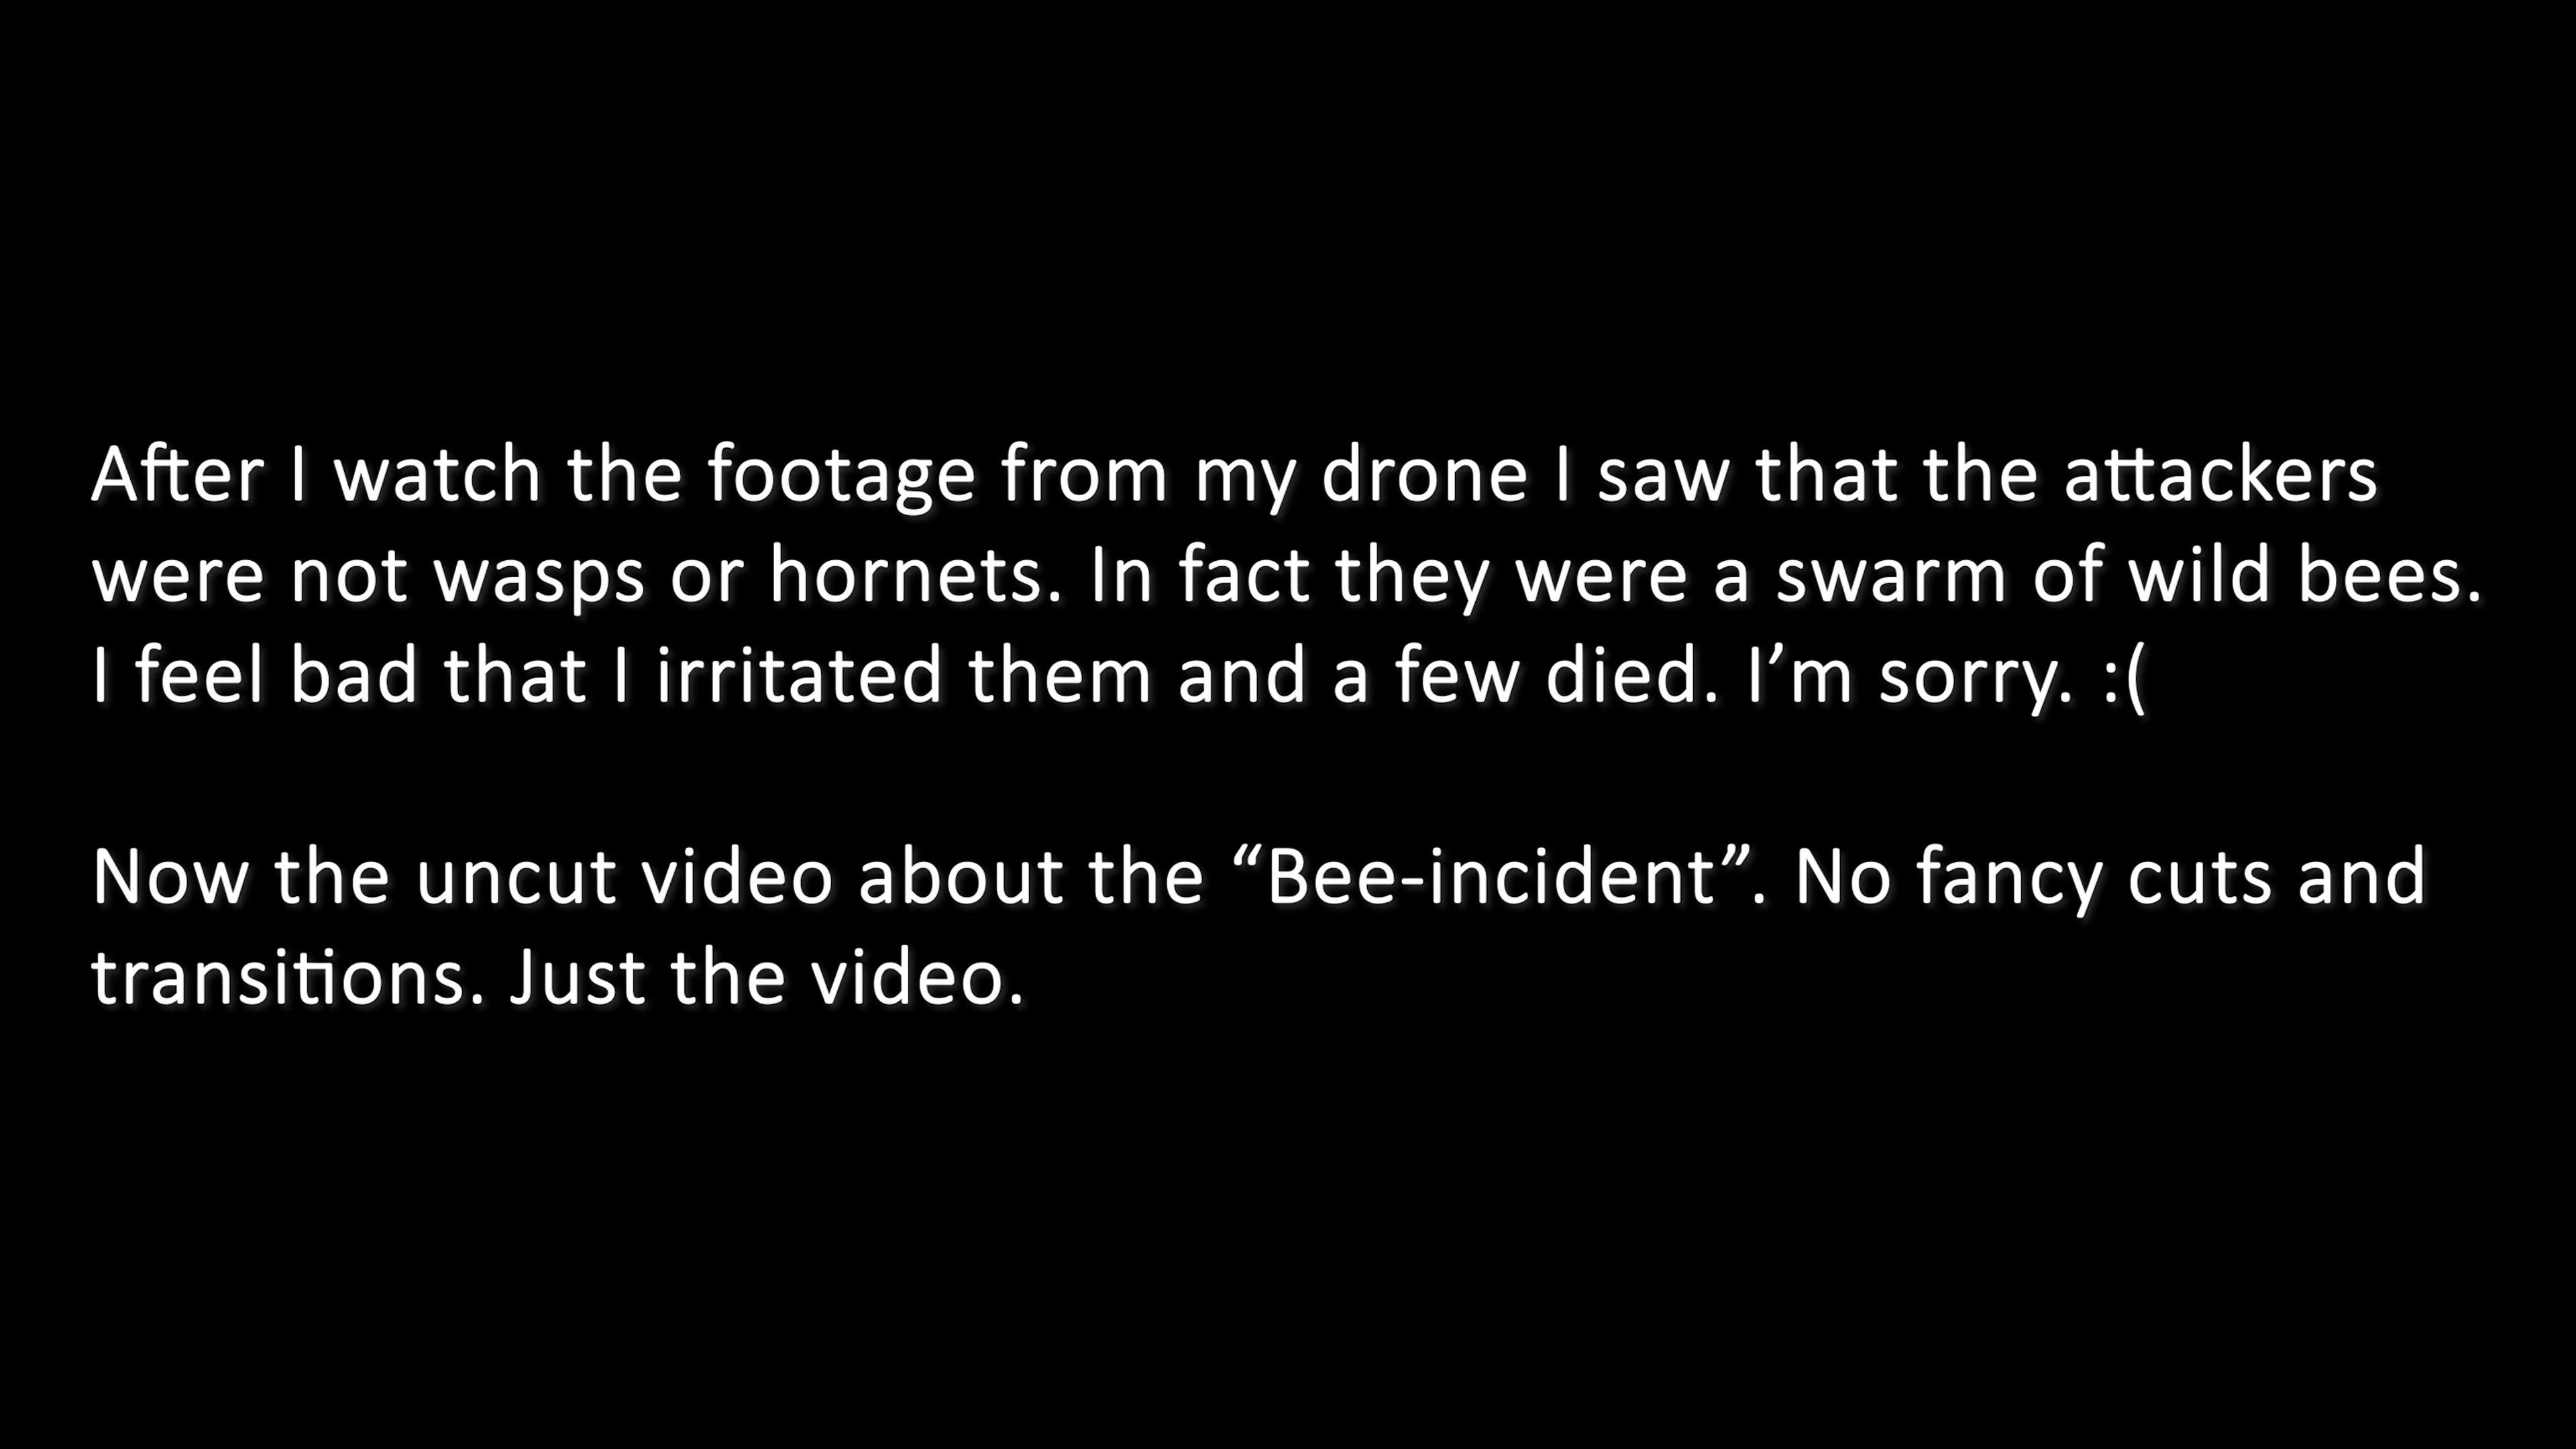 After I watch the footage from my drone I saw that the attackers
were not wasps or hornets. In fact they were a swarm of wild bees.
I feel bad that I irritated them and a few died. I’m sorry. :(
Now the uncut video about the “Bee-incident”. No fancy cuts and
transitions. Just the video.